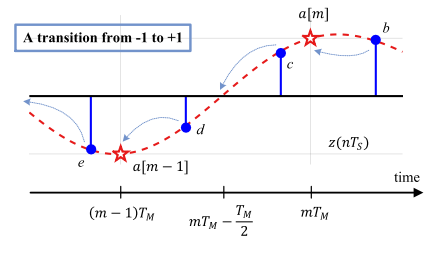 a[m]
b
A transition from -1 to +1
c
d
z(nT_S)
e
a[m − 1]
time
(m − 1)T_M
mT_M − T_M/2
mT_M